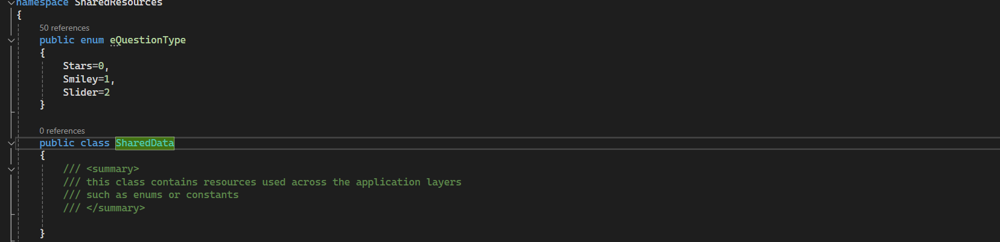 namespace SharedResources
{
50 references
public enum eQuestionType
{
Stars=0,
Smiley=1,
Slider=2
}
0 references
public class SharedData
{
/// <summary>
/// this class contains resources used across the application layers
/// such as enums or constants
/// </summary>
}